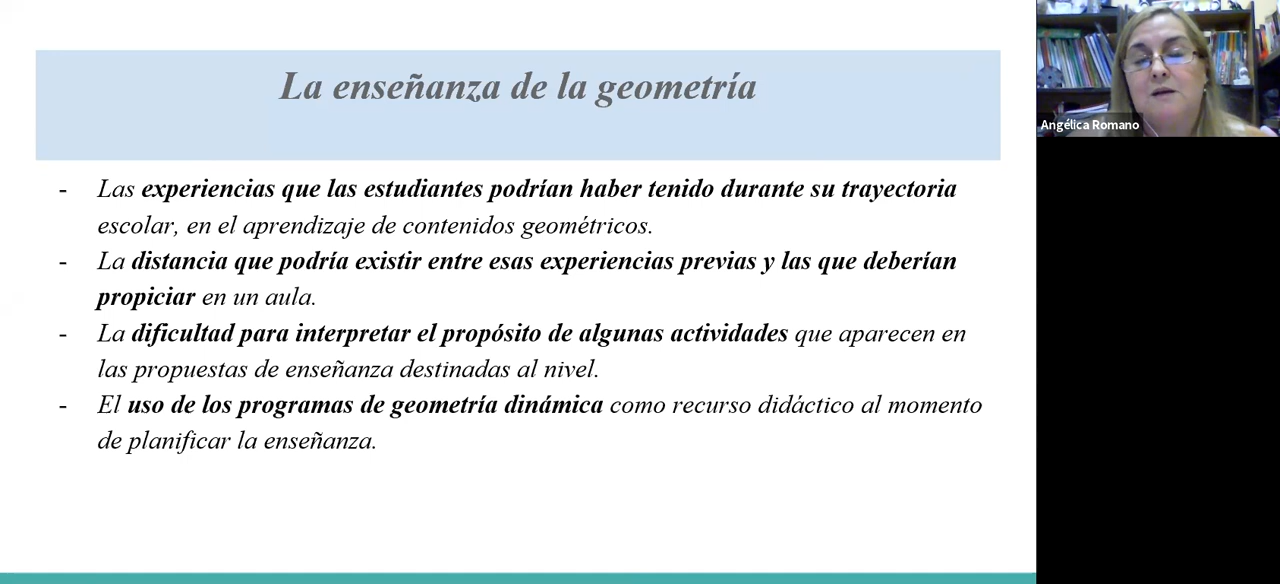 La enseñanza de la geometría
- Las experiencias que las estudiantes podrían haber tenido durante su trayectoria
escolar, en el aprendizaje de contenidos geométricos.
- La distancia que podría existir entre esas experiencias previas y las que deberían
propiciar en un aula.
- La dificultad para interpretar el propósito de algunas actividades que aparecen en
las propuestas de enseñanza destinadas al nivel.
- El uso de los programas de geometría dinámica como recurso didáctico al momento
de planificar la enseñanza.
Angélica Romano